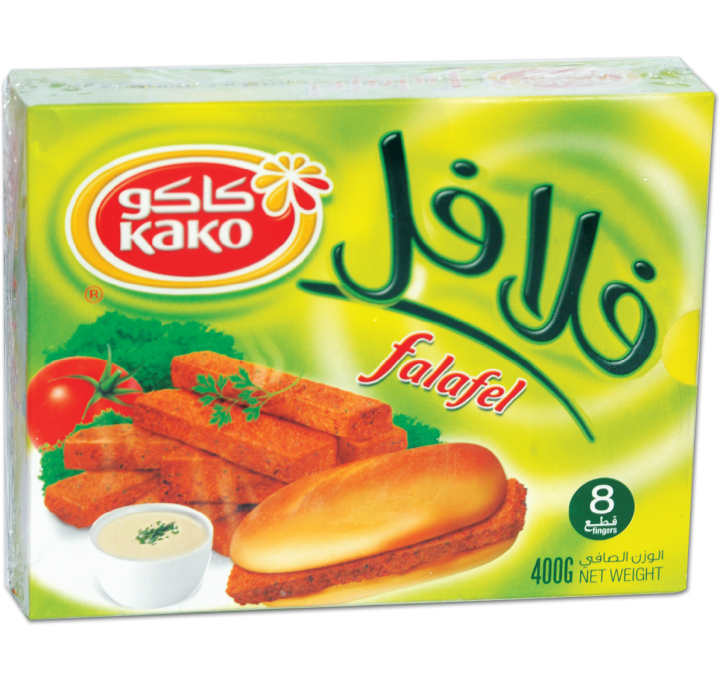 كاكو
KAKO
®
فلافل
falafel
8
قطع
fingers
الوزن الصافي
400G NET WEIGHT